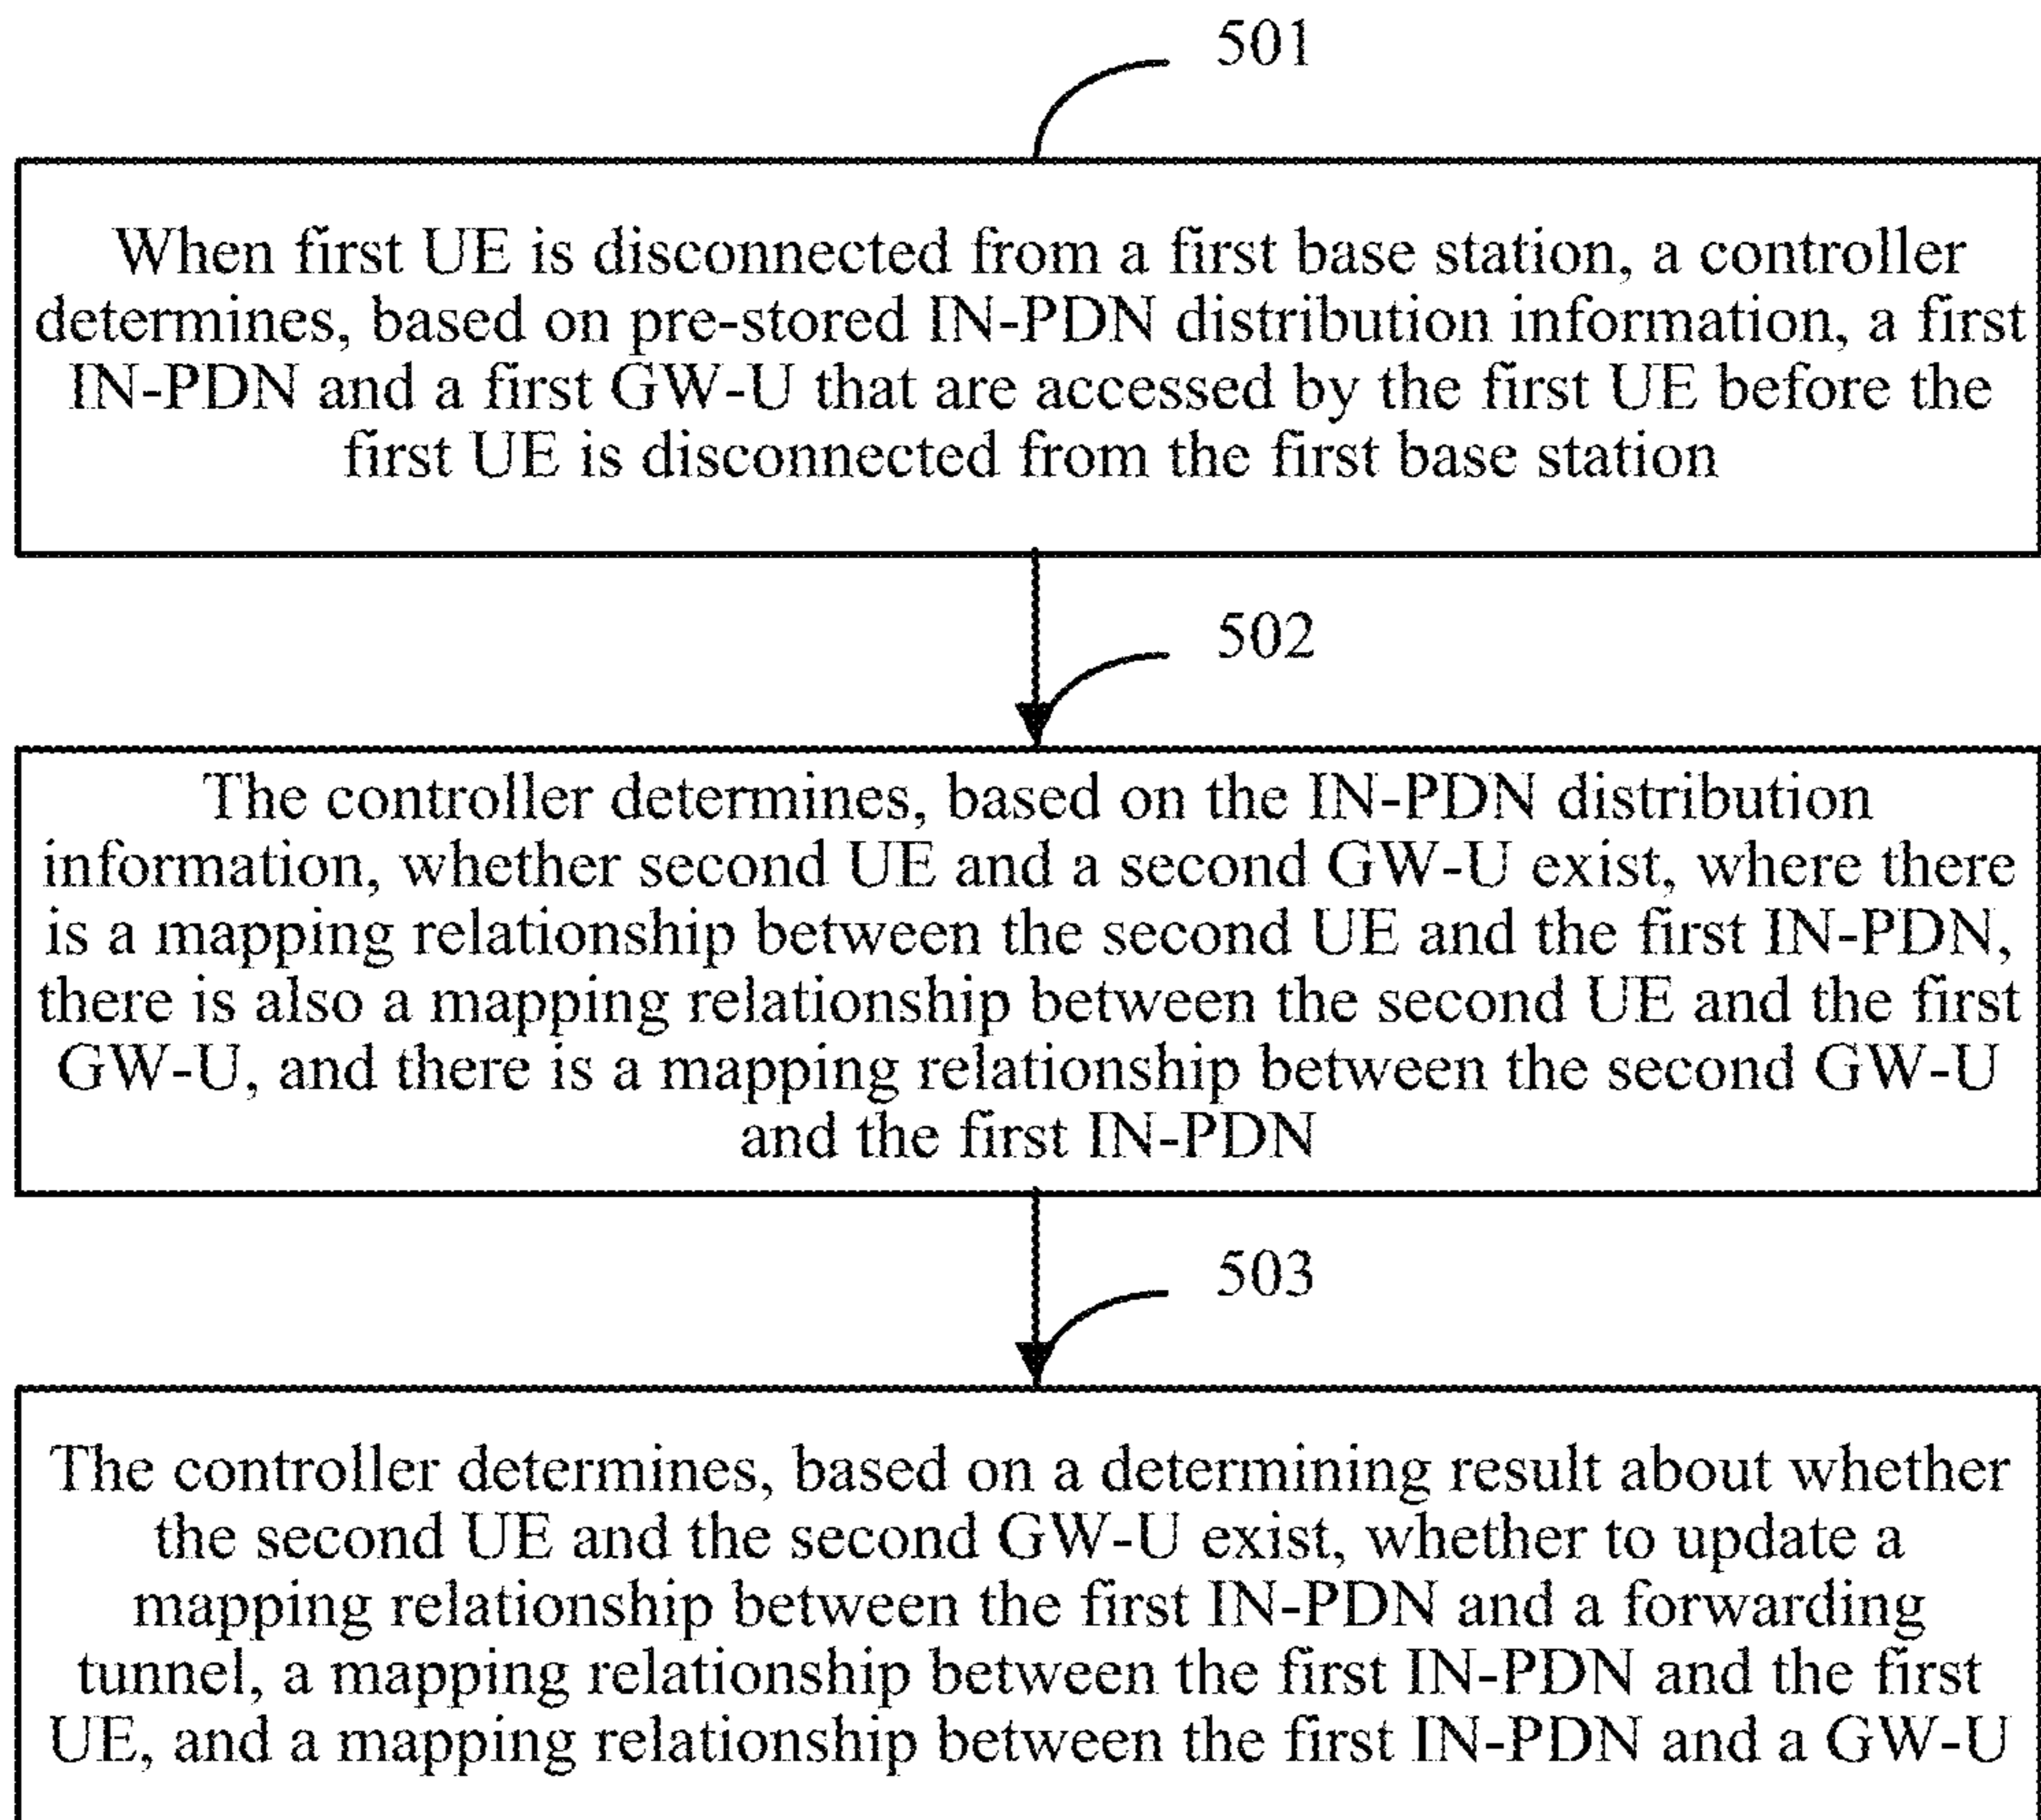 501
When first UE is disconnected from a first base station, a controller
determines, based on pre-stored IN-PDN distribution information, a first
IN-PDN and a first GW-U that are accessed by the first UE before the
first UE is disconnected from the first base station
502
The controller determines, based on the IN-PDN distribution
information, whether second UE and a second GW-U exist, where there
is a mapping relationship between the second UE and the first IN-PDN,
there is also a mapping relationship between the second UE and the first
GW-U, and there is a mapping relationship between the second GW-U
and the first IN-PDN
503
The controller determines, based on a determining result about whether
the second UE and the second GW-U exist, whether to update a
mapping relationship between the first IN-PDN and a forwarding
tunnel, a mapping relationship between the first IN-PDN and the first
UE, and a mapping relationship between the first IN-PDN and a GW-U